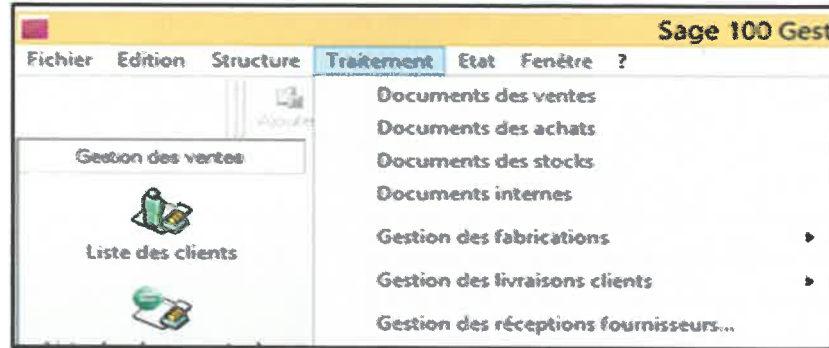 Sage 100 Gest
Fichier Edition Structure Traitement Etat Fenêtre ?
Ajoute
Documents des ventes
Documents des achats
Documents des stocks
Documents internes
Gestion des fabrications
Gestion des livraisons clients
Gestion des réceptions fournisseurs...
Gestion des ventes
Liste des clients